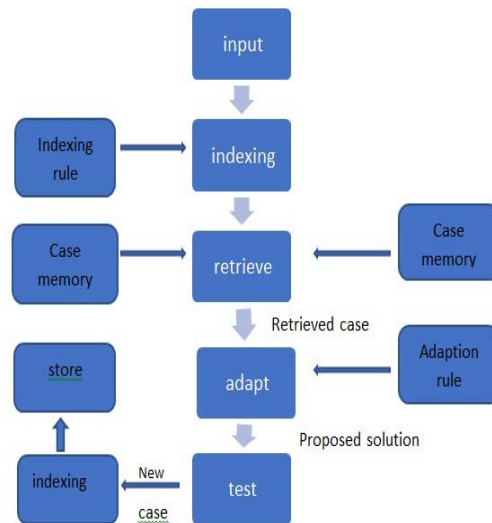 input
Indexing
rule
indexing
Case
memory
retrieve
Case
memory
Retrieved case
store
adapt
Adaption
rule
Proposed solution
indexing
New
case
test